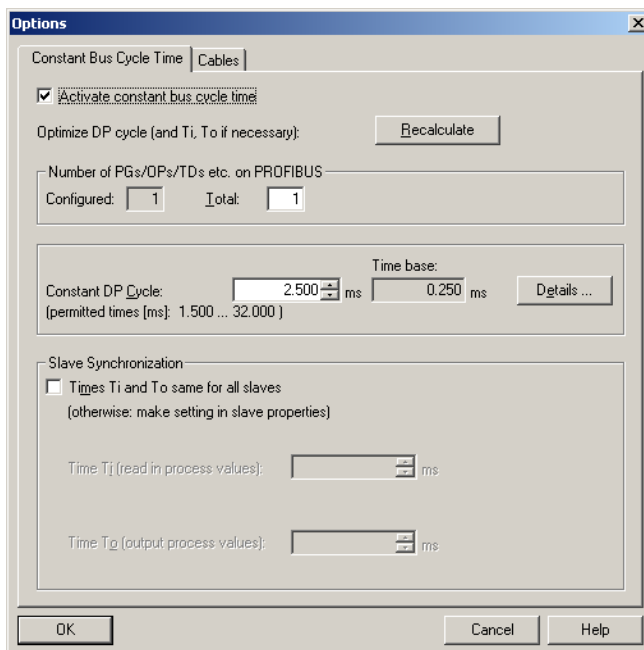 Options
Constant Bus Cycle Time Cables
Activate constant bus cycle time
Optimize DP cycle (and Ti, To if necessary): Recalculate
Number of PGs/OPs/TDs etc. on PROFIBUS
Configured: 1 Total: 1
Time base:
Constant DP Cycle: 2.500 ms 0.250 ms Details ...
(permitted times [ms]: 1.500 ... 32.000 )
Slave Synchronization
Times Ti and To same for all slaves
(otherwise: make setting in slave properties)
Time Ti (read in process values): ms
Time To (output process values): ms
OK Cancel Help